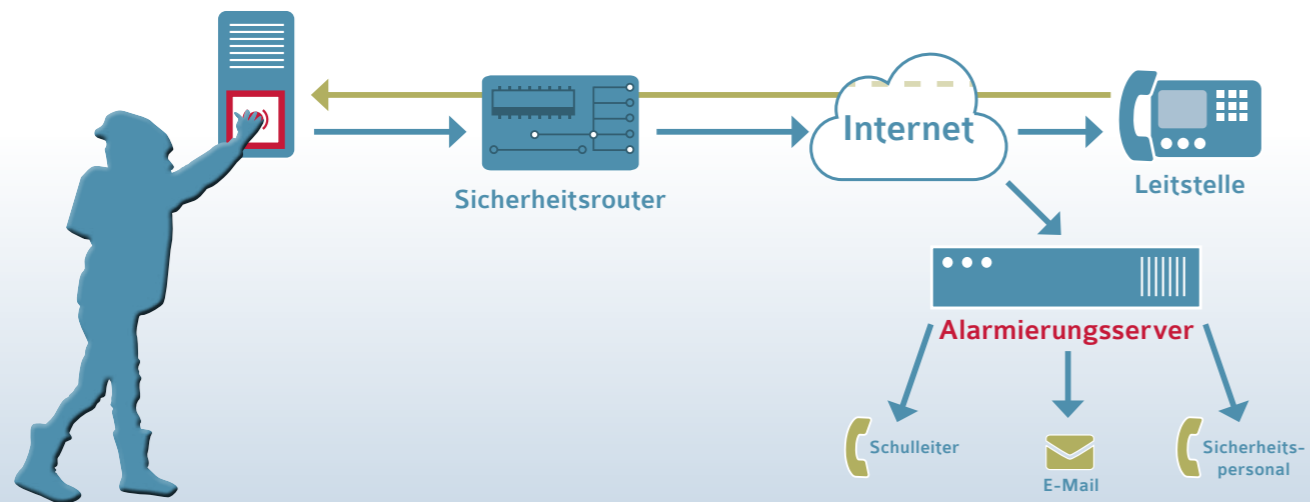 Internet
Sicherheitsrouter
Leitstelle
Alarmierungsserver
Schulleiter
E-Mail
Sicherheits-
personal